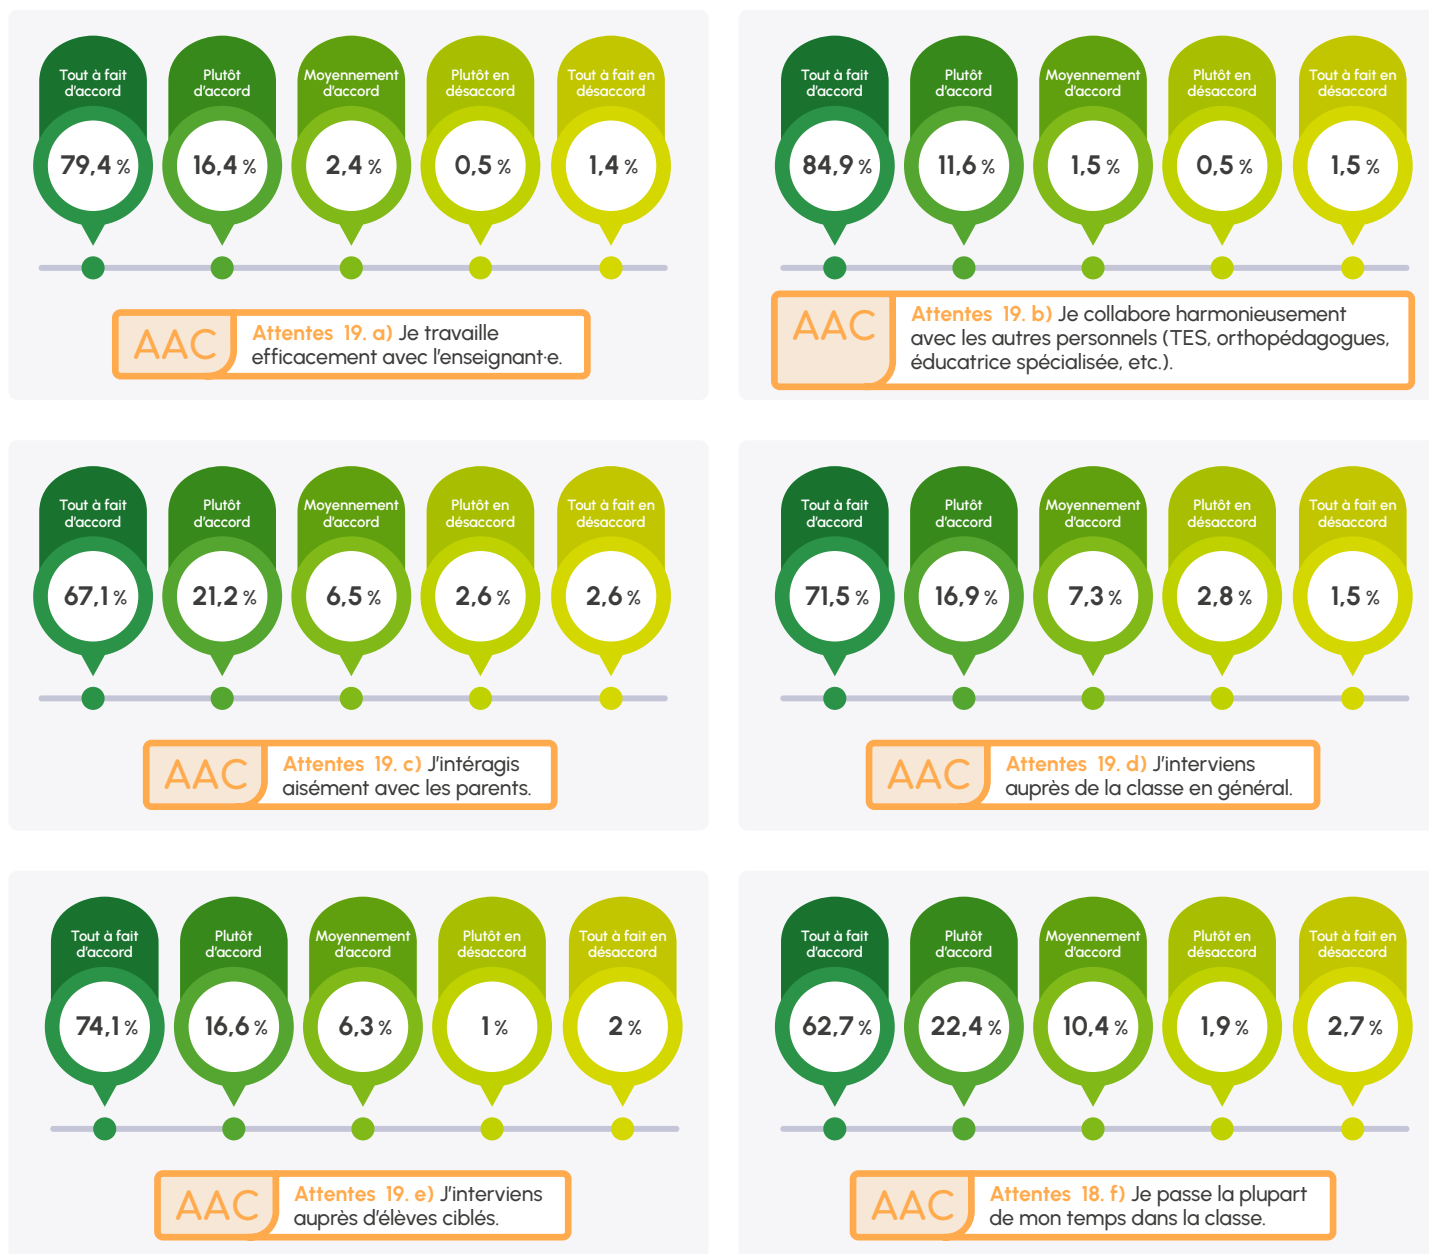 Tout à fait
d'accord
Plutôt
d'accord
Moyennement
d'accord
Plutôt en
désaccord
Tout à fait en
désaccord
79,4 %
16,4 %
2,4 %
0,5 %
1,4 %
AAC
Attentes 19. a) Je travaille
efficacement avec l'enseignant·e.
Tout à fait
d'accord
Plutôt
d'accord
Moyennement
d'accord
Plutôt en
désaccord
Tout à fait en
désaccord
84,9 %
11,6 %
1,5 %
0,5 %
1,5 %
AAC
Attentes 19. b) Je collabore harmonieusement
avec les autres personnels (TES, orthopédagogues,
éducatrice spécialisée, etc.).
Tout à fait
d'accord
Plutôt
d'accord
Moyennement
d'accord
Plutôt en
désaccord
Tout à fait en
désaccord
67,1 %
21,2 %
6,5 %
2,6 %
2,6 %
AAC
Attentes 19. c) J'intéragis
aisément avec les parents.
Tout à fait
d'accord
Plutôt
d'accord
Moyennement
d'accord
Plutôt en
désaccord
Tout à fait en
désaccord
71,5 %
16,9 %
7,3 %
2,8 %
1,5 %
AAC
Attentes 19. d) J'interviens
auprès de la classe en général.
Tout à fait
d'accord
Plutôt
d'accord
Moyennement
d'accord
Plutôt en
désaccord
Tout à fait en
désaccord
74,1 %
16,6 %
6,3 %
1 %
2 %
AAC
Attentes 19. e) J'interviens
auprès d'élèves ciblés.
Tout à fait
d'accord
Plutôt
d'accord
Moyennement
d'accord
Plutôt en
désaccord
Tout à fait en
désaccord
62,7 %
22,4 %
10,4 %
1,9 %
2,7 %
AAC
Attentes 18. f) Je passe la plupart
de mon temps dans la classe.